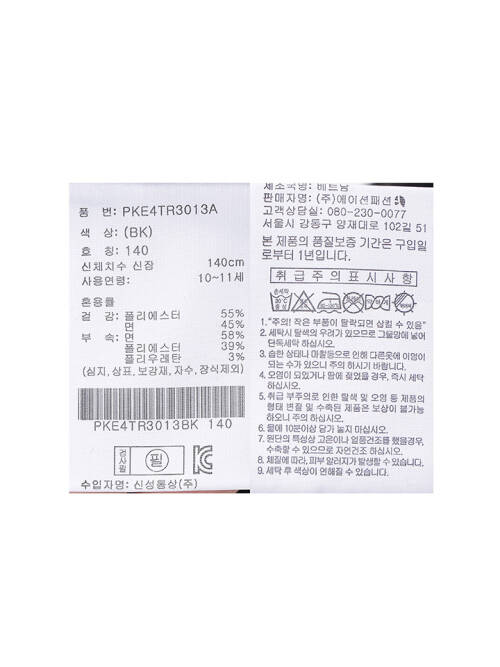 품 번: PKE4TR3013A
색 상: (BK)
호 칭: 140
신체치수 신장 140cm
사용연령: 10~11세
혼용률
겉 감: 폴리에스터 55%
면 45%
부 속: 면 58%
폴리에스터 39%
폴리우레탄 3%
(심지, 상표, 보강재, 자수, 장식제외)
PKE4TR3013BK 140
검사필 필
수입자명: 신성통상(주)
제조국명: 베트남
판매자명: (주)에이션패션
고객상담실: 080-230-0077
서울시 강동구 양재대로 102길 51
본 제품의 품질보증 기간은 구입일
로부터 1년입니다.
취급주의표시사항
손세탁
30℃
중성
1. "주의! 작은 부품이 탈락되면 삼킬 수 있음"
2. 세탁시 탈색의 우려가 있으므로 그물망에 넣어
단독세탁 하십시오.
3. 습한 상태나 마찰등으로 인해 다른옷에 이염이
되는 수가 있으니 주의 하시기 바랍니다.
4. 오염이 되었거나 땀에 젖었을 경우, 즉시 세탁
하십시오.
5. 취급 부주의로 인한 탈색 및 오염 등 제품의
형태 변질 및 수축된 제품은 보상이 불가능
하오니 주의 하여 주십시오.
6. 물에 10분이상 담가 놓지 마십시오.
7. 원단의 특성상 고온이나 열풍건조를 했을경우,
수축할 수 있으므로 자연건조 하십시오.
8. 체질에 따라, 피부 알러지가 발생할 수 있습니다.
9. 세탁 후 색상이 연해질 수 있습니다.